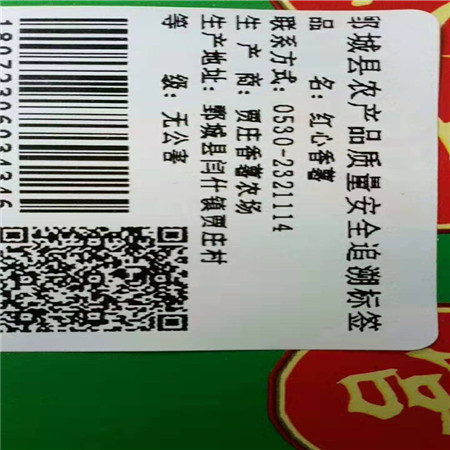 鄄城县农产品质量安全追溯标签
品 名：红心香薯
联系方式：0530-2321114
生 产 商：贾庄香薯农场
生产地址：鄄城县闫什镇贾庄村
等 级：无公害